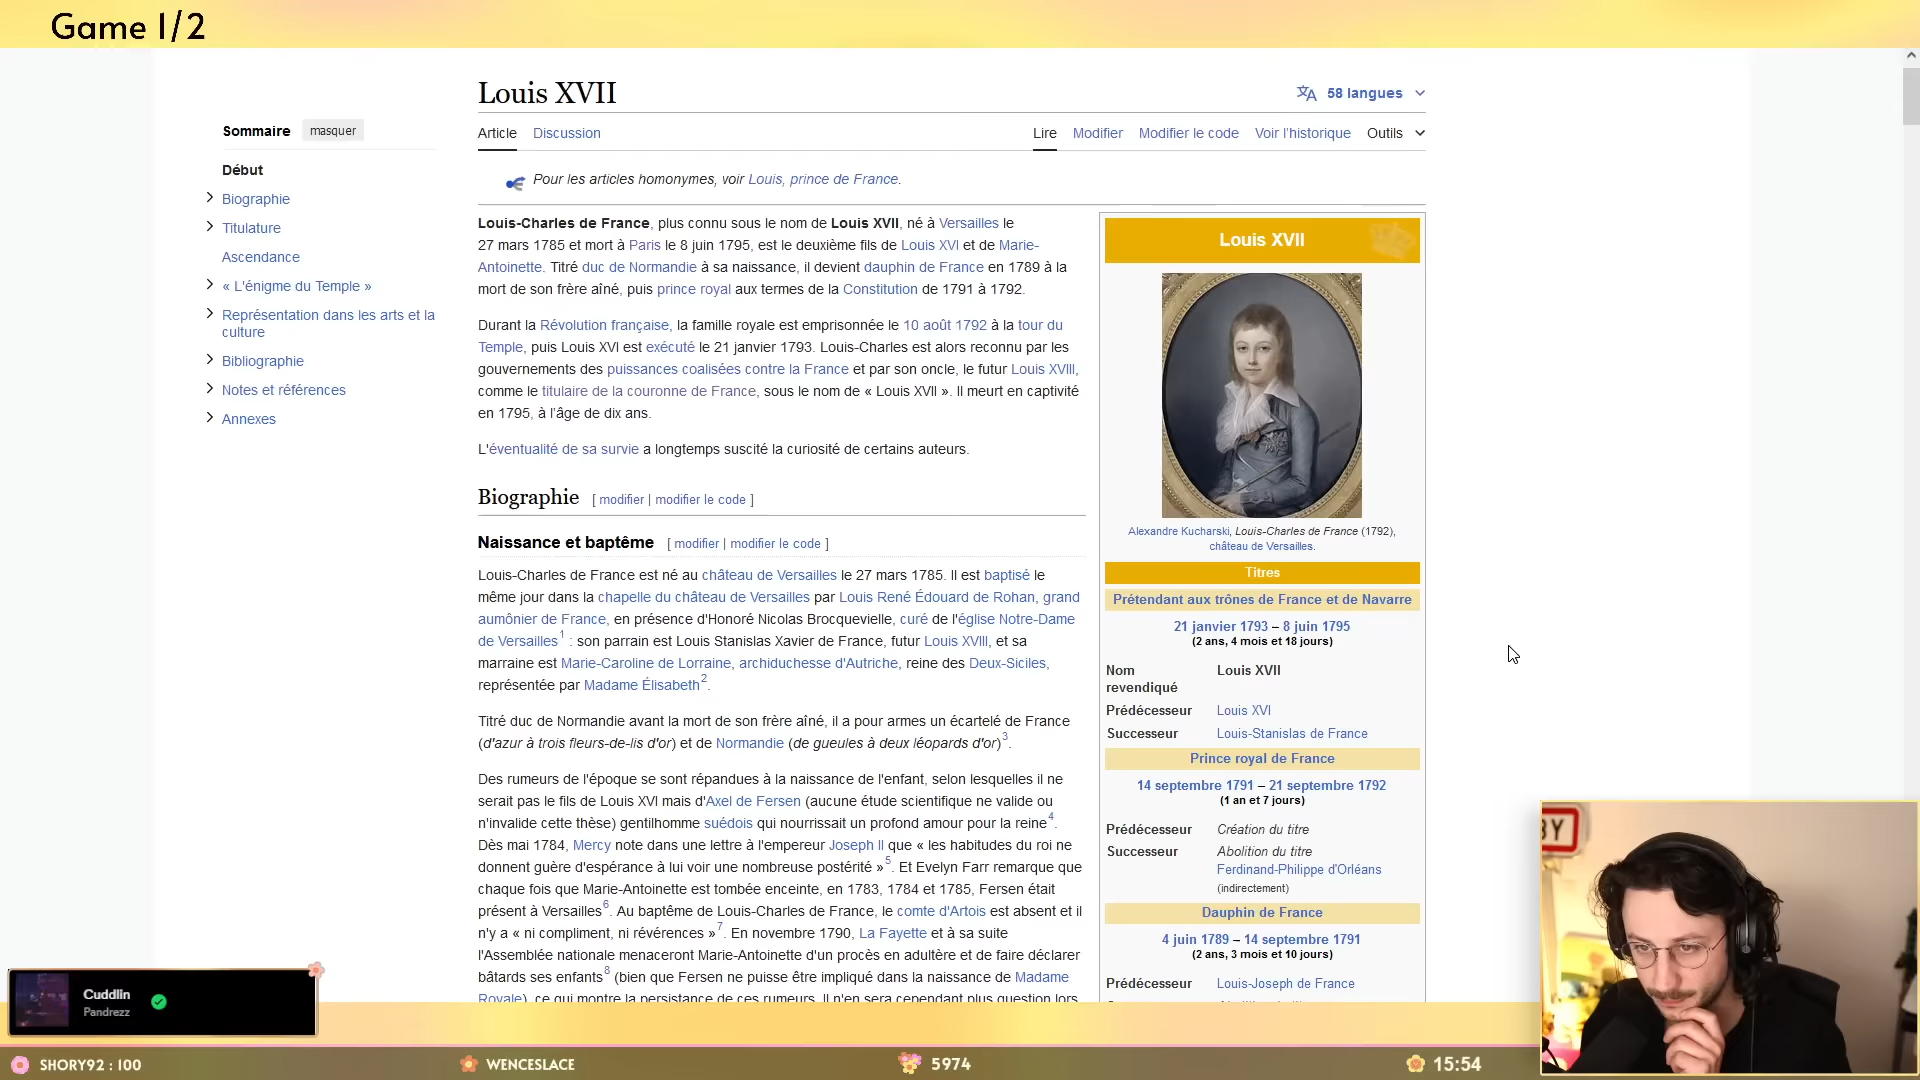 Game 1/2
Louis XVII
58 langues
Sommaire
masquer
Article
Discussion
Lire
Modifier
Modifier le code
Voir l'historique
Outils
Début
Biographie
Titulature
Ascendance
« L'énigme du Temple »
Représentation dans les arts et la
culture
Bibliographie
Notes et références
Annexes
Pour les articles homonymes, voir Louis, prince de France.
Louis-Charles de France, plus connu sous le nom de Louis XVII, né à Versailles le
27 mars 1785 et mort à Paris le 8 juin 1795, est le deuxième fils de Louis XVI et de Marie-
Antoinette. Titré duc de Normandie à sa naissance, il devient dauphin de France en 1789 à la
mort de son frère aîné, puis prince royal aux termes de la Constitution de 1791 à 1792.
Durant la Révolution française, la famille royale est emprisonnée le 10 août 1792 à la tour du
Temple, puis Louis XVI est exécuté le 21 janvier 1793. Louis-Charles est alors reconnu par les
gouvernements des puissances coalisées contre la France et par son oncle, le futur Louis XVIII,
comme le titulaire de la couronne de France, sous le nom de « Louis XVII ». Il meurt en captivité
en 1795, à l'âge de dix ans.
L'éventualité de sa survie a longtemps suscité la curiosité de certains auteurs.
Biographie [ modifier | modifier le code ]
Naissance et baptême [ modifier | modifier le code ]
Louis-Charles de France est né au château de Versailles le 27 mars 1785. Il est baptisé le
même jour dans la chapelle du château de Versailles par Louis René Édouard de Rohan, grand
aumônier de France, en présence d'Honoré Nicolas Brocquevielle, curé de l'église Notre-Dame
de Versailles1 : son parrain est Louis Stanislas Xavier de France, futur Louis XVIII, et sa
marraine est Marie-Caroline de Lorraine, archiduchesse d'Autriche, reine des Deux-Siciles,
représentée par Madame Élisabeth2.
Titré duc de Normandie avant la mort de son frère aîné, il a pour armes un écartelé de France
(d'azur à trois fleurs-de-lis d'or) et de Normandie (de gueules à deux léopards d'or)3.
Des rumeurs de l'époque se sont répandues à la naissance de l'enfant, selon lesquelles il ne
serait pas le fils de Louis XVI mais d'Axel de Fersen (aucune étude scientifique ne valide ou
n'invalide cette thèse) gentilhomme suédois qui nourrissait un profond amour pour la reine4.
Dès mai 1784, Mercy note dans une lettre à l'empereur Joseph II que « les habitudes du roi ne
donnent guère d'espérance à lui voir une nombreuse postérité »5. Et Evelyn Farr remarque que
chaque fois que Marie-Antoinette est tombée enceinte, en 1783, 1784 et 1785, Fersen était
présent à Versailles6. Au baptême de Louis-Charles de France, le comte d'Artois est absent et il
n'y a « ni compliment, ni révérences »7. En novembre 1790, La Fayette et à sa suite
l'Assemblée nationale menaceront Marie-Antoinette d'un procès en adultère et de faire déclarer
bâtards ses enfants8 (bien que Fersen ne puisse être impliqué dans la naissance de Madame
Royale), ce qui montre la persistance de ces rumeurs. Il n'en sera cependant plus question lors
Louis XVII
Alexandre Kucharski, Louis-Charles de France (1792),
château de Versailles.
Titres
Prétendant aux trônes de France et de Navarre
21 janvier 1793 – 8 juin 1795
(2 ans, 4 mois et 18 jours)
Nom
revendiqué
Louis XVII
Prédécesseur Louis XVI
Successeur Louis-Stanislas de France
Prince royal de France
14 septembre 1791 – 21 septembre 1792
(1 an et 7 jours)
Prédécesseur Création du titre
Successeur Abolition du titre
Ferdinand-Philippe d'Orléans
(indirectement)
Dauphin de France
4 juin 1789 – 14 septembre 1791
(2 ans, 3 mois et 10 jours)
Prédécesseur Louis-Joseph de France
Cuddlin
Pandrezz
SHORY92 : 100
WENCESLACE
5974
15:54